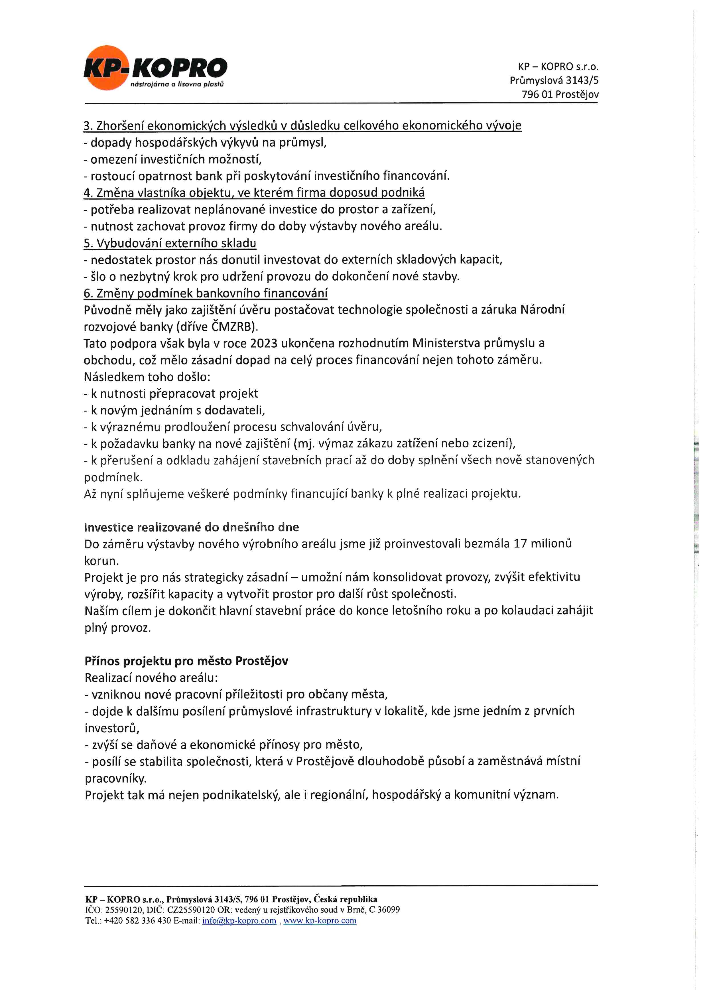 KP-KOPRO
nástrojárna a lisovna plastů
KP – KOPRO s.r.o.
Průmyslová 3143/5
796 01 Prostějov
3. Zhoršení ekonomických výsledků v důsledku celkového ekonomického vývoje
- dopady hospodářských výkyvů na průmysl,
- omezení investičních možností,
- rostoucí opatrnost bank při poskytování investičního financování.
4. Změna vlastníka objektu, ve kterém firma doposud podniká
- potřeba realizovat neplánované investice do prostor a zařízení,
- nutnost zachovat provoz firmy do doby výstavby nového areálu.
5. Vybudování externího skladu
- nedostatek prostor nás donutil investovat do externích skladových kapacit,
- šlo o nezbytný krok pro udržení provozu do dokončení nové stavby.
6. Změny podmínek bankovního financování
Původně měly jako zajištění úvěru postačovat technologie společnosti a záruka Národní
rozvojové banky (dříve ČMZRB).
Tato podpora však byla v roce 2023 ukončena rozhodnutím Ministerstva průmyslu a
obchodu, což mělo zásadní dopad na celý proces financování nejen tohoto záměru.
Následkem toho došlo:
- k nutnosti přepracovat projekt
- k novým jednáním s dodavateli,
- k výraznému prodloužení procesu schvalování úvěru,
- k požadavku banky na nové zajištění (mj. výmaz zákazu zatížení nebo zcizení),
- k přerušení a odkladu zahájení stavebních prací až do doby splnění všech nově stanovených
podmínek.
Až nyní splňujeme veškeré podmínky financující banky k plné realizaci projektu.
Investice realizované do dnešního dne
Do záměru výstavby nového výrobního areálu jsme již proinvestovali bezmála 17 milionů
korun.
Projekt je pro nás strategicky zásadní – umožní nám konsolidovat provozy, zvýšit efektivitu
výroby, rozšířit kapacity a vytvořit prostor pro další růst společnosti.
Naším cílem je dokončit hlavní stavební práce do konce letošního roku a po kolaudaci zahájit
plný provoz.
Přínos projektu pro město Prostějov
Realizací nového areálu:
- vzniknou nové pracovní příležitosti pro občany města,
- dojde k dalšímu posílení průmyslové infrastruktury v lokalitě, kde jsme jedním z prvních
investorů,
- zvýší se daňové a ekonomické přínosy pro město,
- posílí se stabilita společnosti, která v Prostějově dlouhodobě působí a zaměstnává místní
pracovníky.
Projekt tak má nejen podnikatelský, ale i regionální, hospodářský a komunitní význam.
KP – KOPRO s.r.o., Průmyslová 3143/5, 796 01 Prostějov, Česká republika
IČO: 25590120, DIČ: CZ25590120 OR: vedený u rejstříkového soud v Brně, C 36099
Tel.: +420 582 336 430 E-mail: info@kp-kopro.com , www.kp-kopro.com